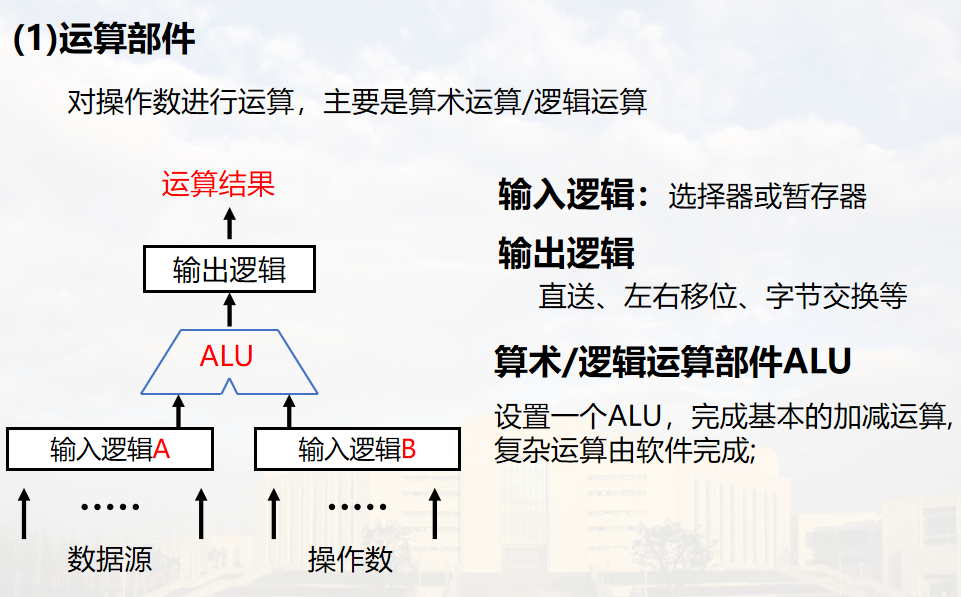 (1)运算部件
对操作数进行运算，主要是算术运算/逻辑运算
运算结果
输出逻辑
ALU
输入逻辑A
输入逻辑B
·····
·····
数据源
操作数
输入逻辑：选择器或暂存器
输出逻辑
直送、左右移位、字节交换等
算术/逻辑运算部件ALU
设置一个ALU，完成基本的加减运算,
复杂运算由软件完成;